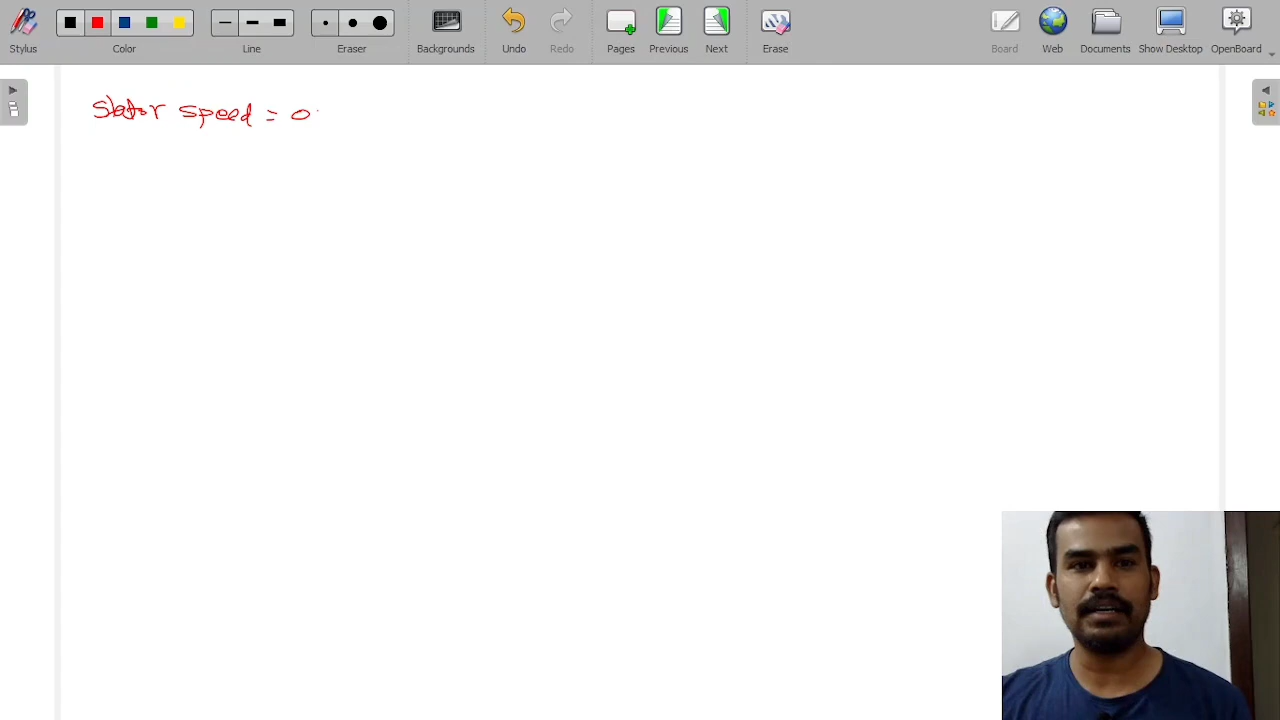 Stylus
Color
Line
Eraser
Backgrounds
Undo
Redo
Pages
Previous
Next
Erase
Board
Web
Documents
Show Desktop
OpenBoard
Stator speed = 0